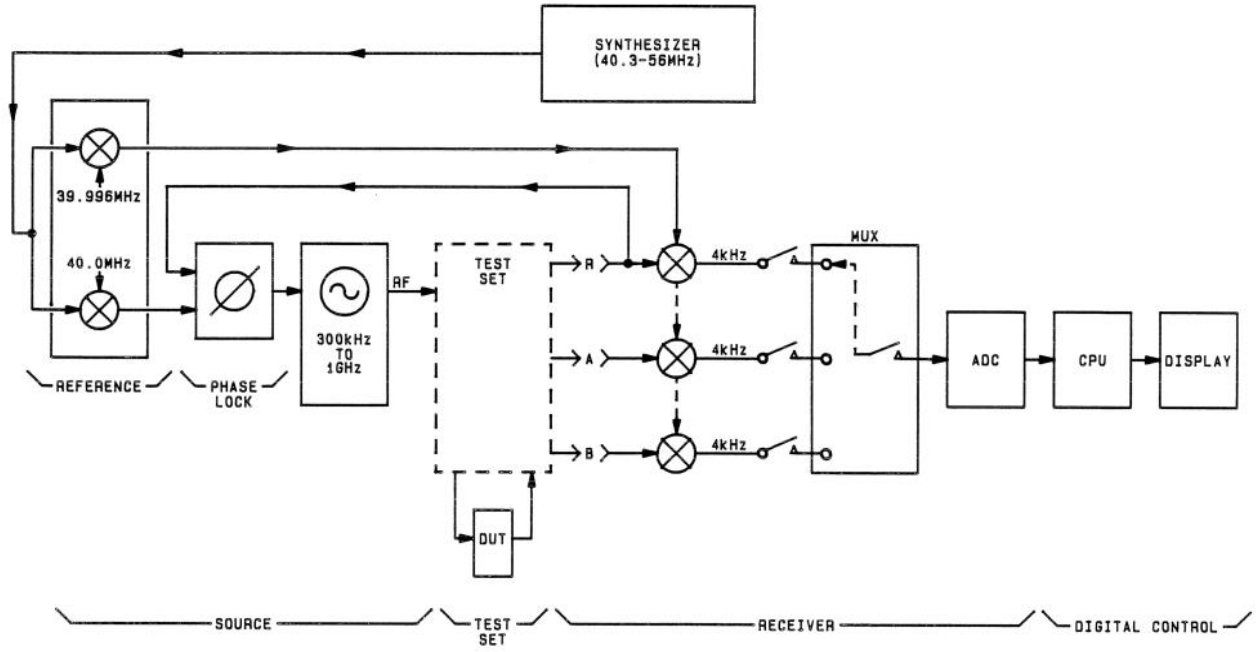 SYNTHESIZER
(40.3-56MHz)
39.996MHz
40.0MHz
RF
300kHz
TO
1GHz
TEST
SET
R
A
B
4kHz
4kHz
4kHz
MUX
ADC
CPU
DISPLAY
REFERENCE
PHASE
LOCK
DUT
SOURCE
TEST
SET
RECEIVER
DIGITAL CONTROL